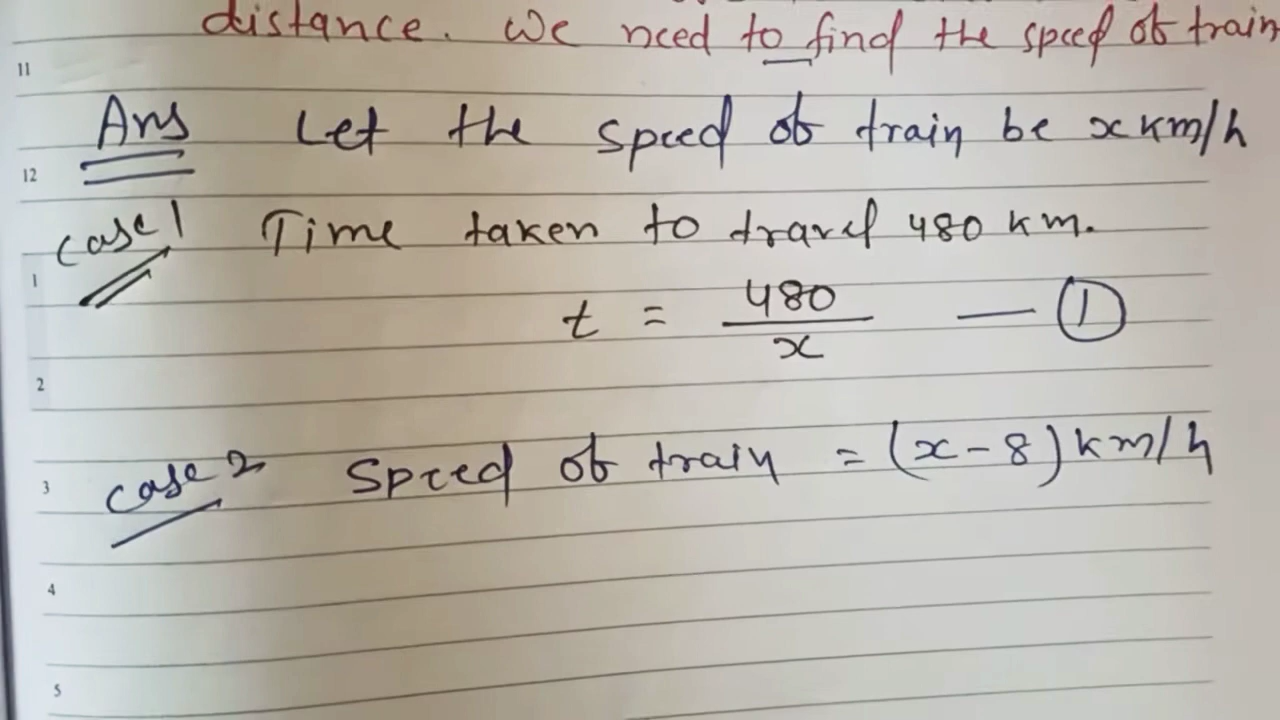 distance. We need to find the speed of train
11
Ans Let the speed of train be x km/h
12
Case 1 Time taken to travel 480 km.
1
t = 480/x — ①
2
Case 2 Speed of train = (x-8) km/h
3
4
5